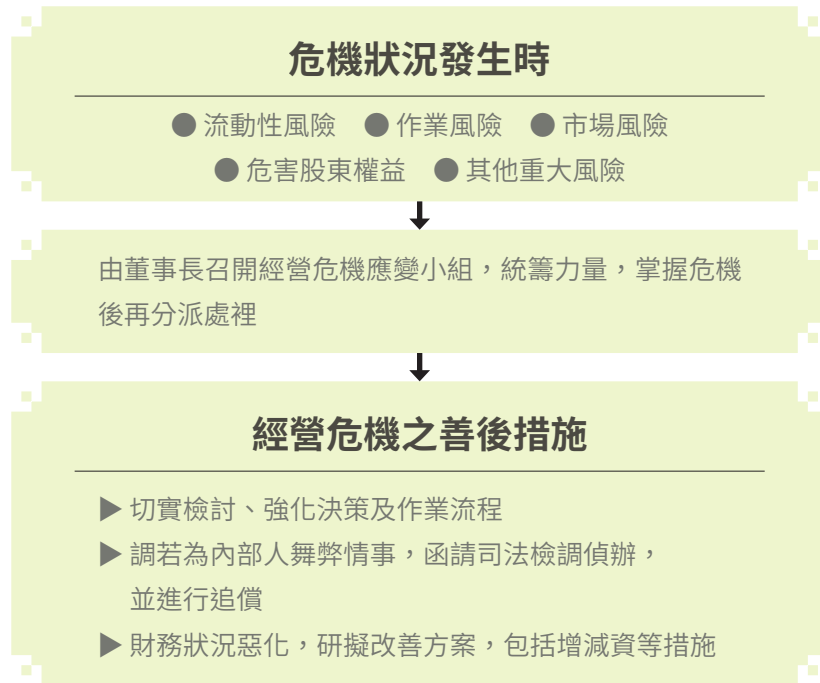 危機狀況發生時
● 流動性風險 ● 作業風險 ● 市場風險
● 危害股東權益 ● 其他重大風險
由董事長召開經營危機應變小組，統籌力量，掌握危機
後再分派處裡
經營危機之善後措施
▶ 切實檢討、強化決策及作業流程
▶ 調若為內部人舞弊情事，函請司法檢調偵辦，
並進行追償
▶ 財務狀況惡化，研擬改善方案，包括增減資等措施